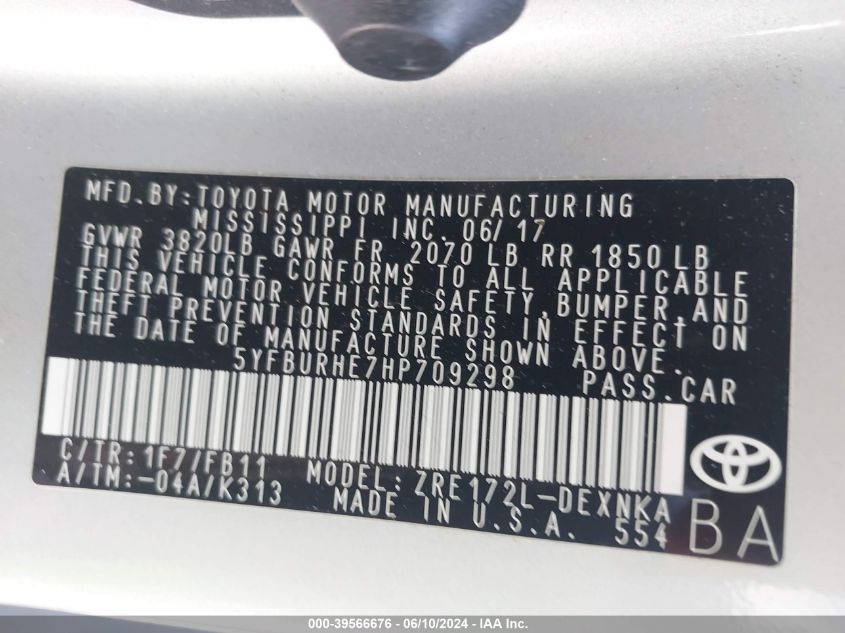 MFD.BY:TOYOTA MOTOR MANUFACTURING
MISSISSIPPI INC. 06/17
GVWR 3820LB GAWR FR 2070 LB RR 1850 LB
THIS VEHICLE CONFORMS TO ALL APPLICABLE
FEDERAL MOTOR VEHICLE SAFETY,BUMPER,AND
THEFT PREVENTION STANDARDS IN EFFECT ON
THE DATE OF MANUFACTURE SHOWN ABOVE.
5YFBURHE7HP709298 PASS.CAR
C/TR:1F7/FB11 MODEL:ZRE172L-DEXNKA
A/TM:-04A/K313 MADE IN U.S.A. 554
BA
000-39566676 - 06/10/2024 - IAA Inc.